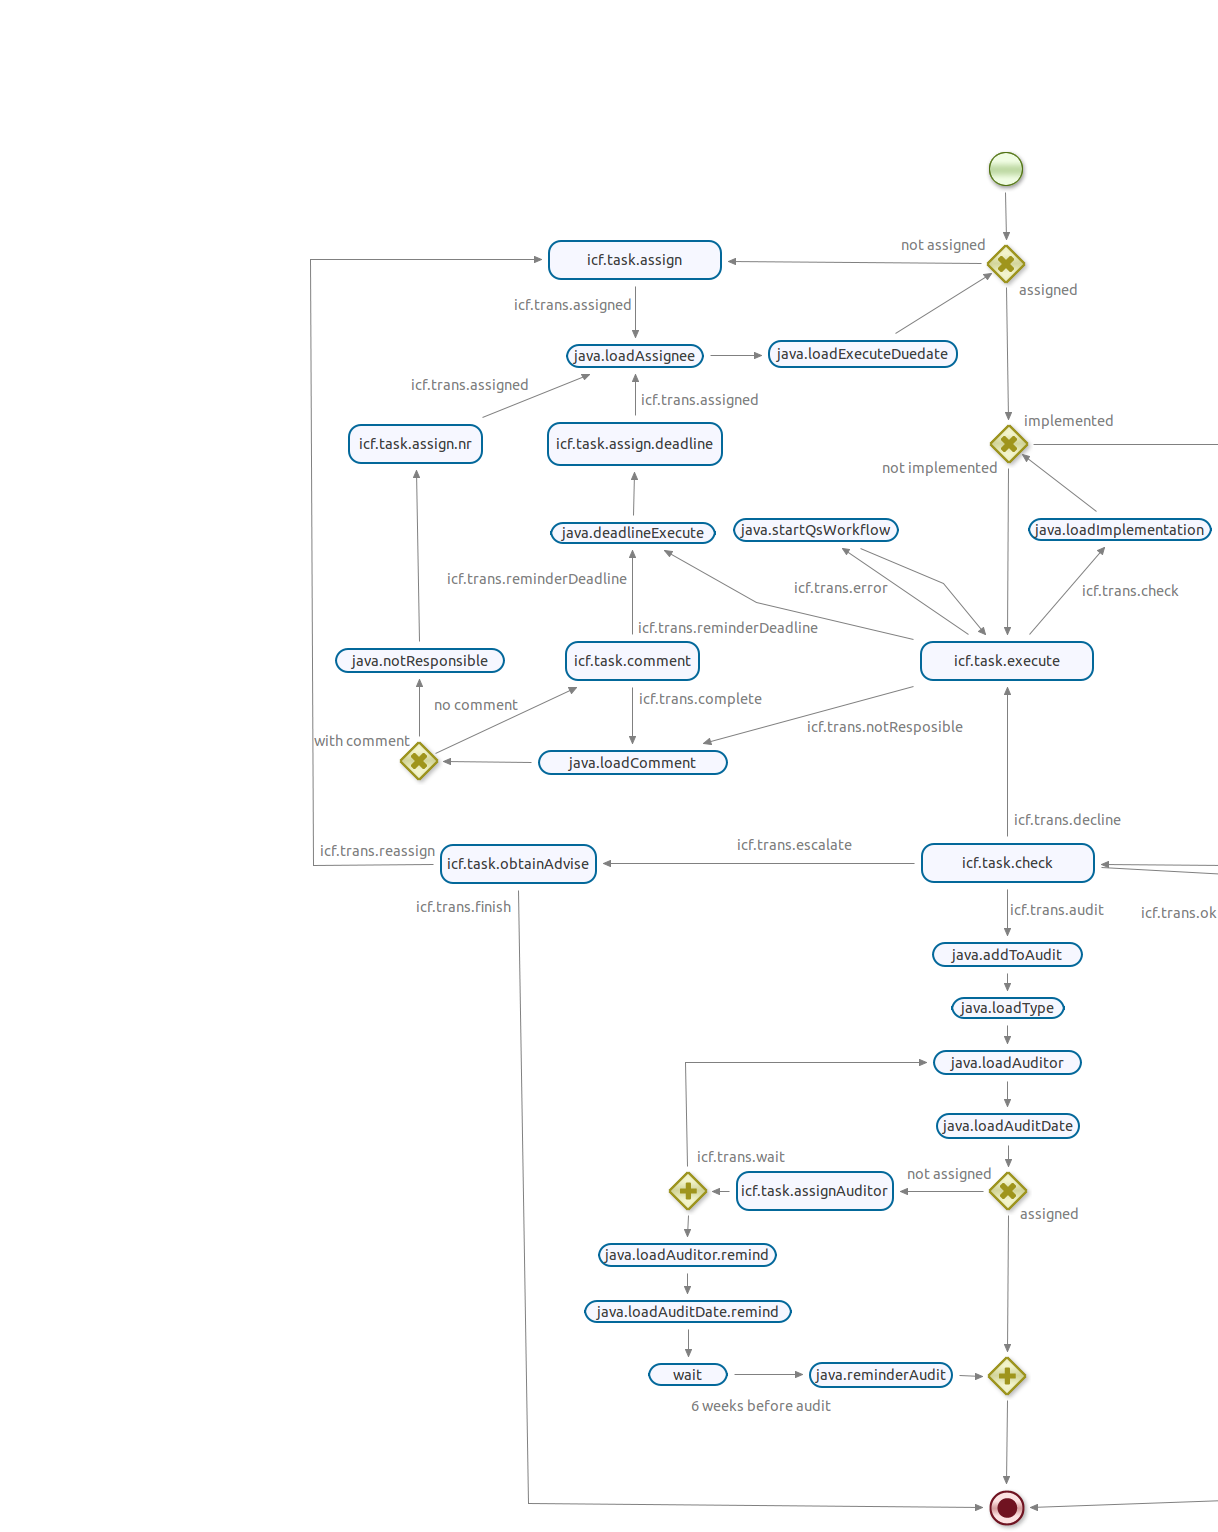 not assigned
icf.task.assign
assigned
icf.trans.assigned
java.loadAssignee
java.loadExecuteDuedate
icf.trans.assigned
icf.trans.assigned
implemented
icf.task.assign.nr
icf.task.assign.deadline
not implemented
java.deadlineExecute
java.startQsWorkflow
java.loadImplementation
icf.trans.reminderDeadline
icf.trans.error
icf.trans.check
icf.trans.reminderDeadline
java.notResponsible
icf.task.comment
icf.task.execute
no comment
icf.trans.complete
icf.trans.notResposible
with comment
java.loadComment
icf.trans.decline
icf.trans.reassign
icf.trans.escalate
icf.task.obtainAdvise
icf.task.check
icf.trans.finish
icf.trans.audit
icf.trans.ok
java.addToAudit
java.loadType
java.loadAuditor
java.loadAuditDate
icf.trans.wait
not assigned
icf.task.assignAuditor
assigned
java.loadAuditor.remind
java.loadAuditDate.remind
wait
java.reminderAudit
6 weeks before audit